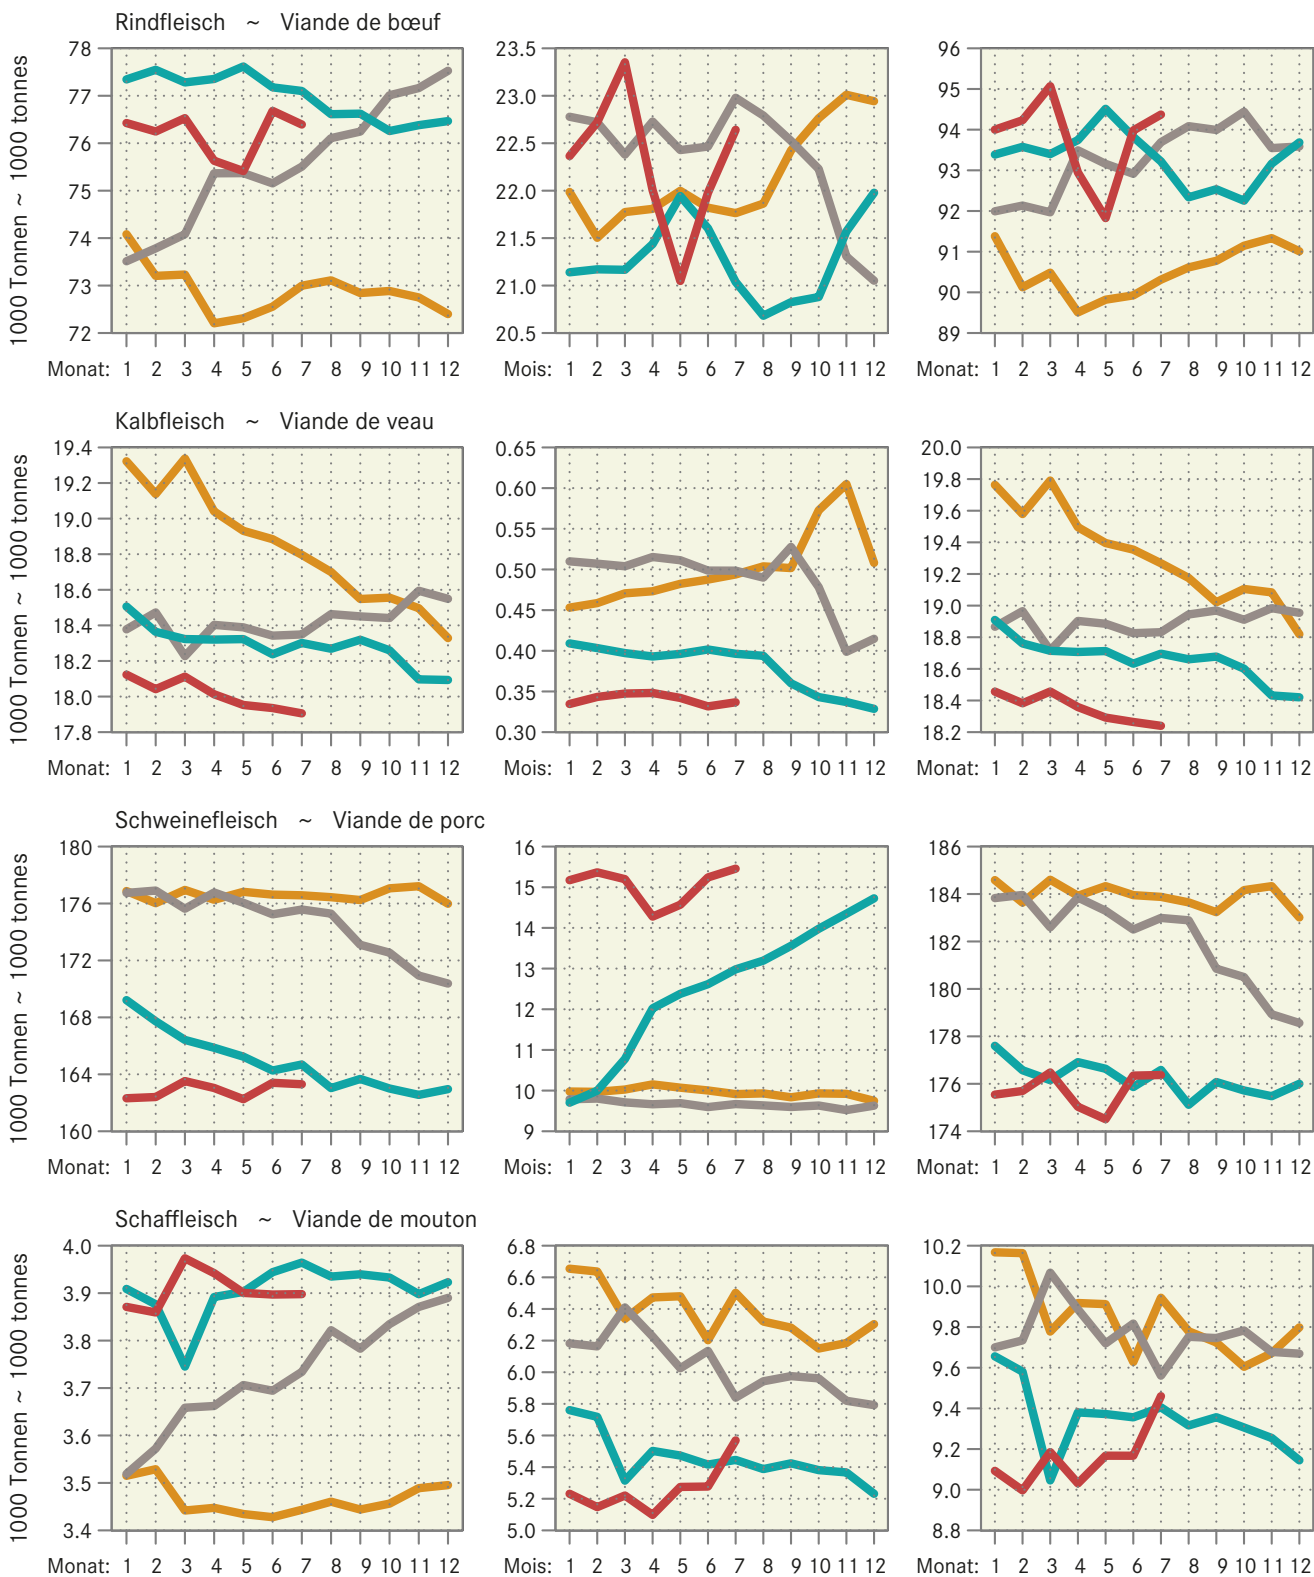 Rindfleisch ~ Viande de bœuf
1000 Tonnen ~ 1000 tonnes
78 23.5 96
77 23.0 95
76 22.5 94
75 22.0 93
74 21.5 92
73 21.0 91
72 20.5 90
89
Monat: 1 2 3 4 5 6 7 8 9 10 11 12 Mois: 1 2 3 4 5 6 7 8 9 10 11 12 Monat: 1 2 3 4 5 6 7 8 9 10 11 12
Kalbfleisch ~ Viande de veau
1000 Tonnen ~ 1000 tonnes
19.4 0.65 20.0
19.2 0.60 19.8
19.0 0.55 19.6
18.8 0.50 19.4
18.6 0.45 19.2
18.4 0.40 19.0
18.2 0.35 18.8
18.0 0.30 18.6
17.8 18.4
18.2
Monat: 1 2 3 4 5 6 7 8 9 10 11 12 Mois: 1 2 3 4 5 6 7 8 9 10 11 12 Monat: 1 2 3 4 5 6 7 8 9 10 11 12
Schweinefleisch ~ Viande de porc
1000 Tonnen ~ 1000 tonnes
180 16 186
176 15 184
172 14 182
168 13 180
164 12 178
160 11 176
10 174
9
Monat: 1 2 3 4 5 6 7 8 9 10 11 12 Mois: 1 2 3 4 5 6 7 8 9 10 11 12 Monat: 1 2 3 4 5 6 7 8 9 10 11 12
Schaffleisch ~ Viande de mouton
1000 Tonnen ~ 1000 tonnes
4.0 6.8 10.2
3.9 6.6 10.0
3.8 6.4 9.8
3.7 6.2 9.6
3.6 6.0 9.4
3.5 5.8 9.2
3.4 5.6 9.0
5.4 8.8
5.2
5.0
Monat: 1 2 3 4 5 6 7 8 9 10 11 12 Mois: 1 2 3 4 5 6 7 8 9 10 11 12 Monat: 1 2 3 4 5 6 7 8 9 10 11 12